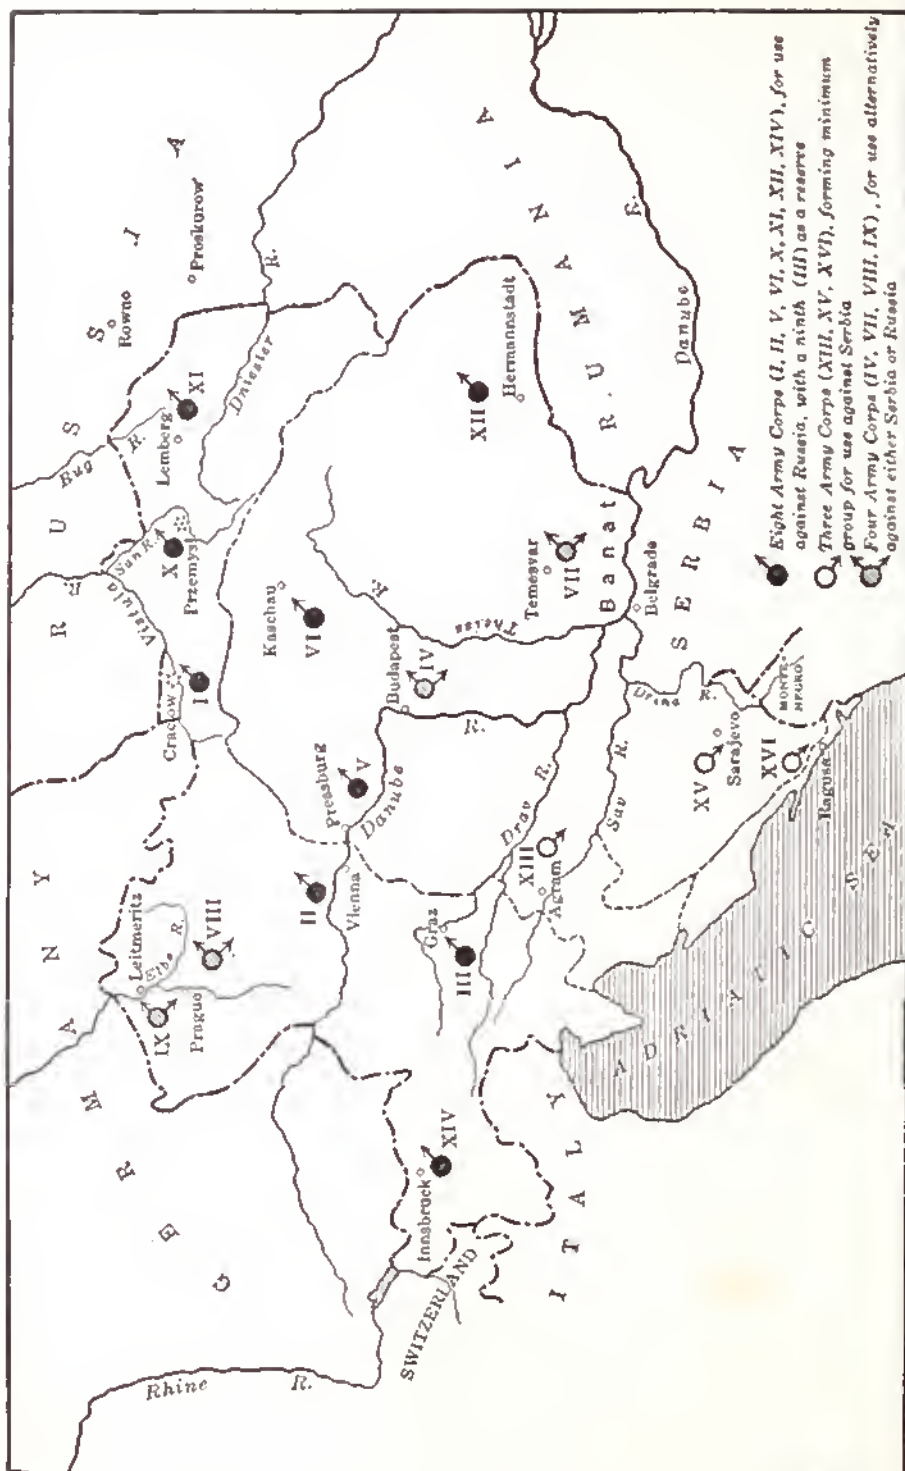 GERMANY
RUSSIA
Rowno
Proskurow
Bug R.
Vistula R.
San R.
Dniester R.
Lemberg
XI
X
Przemysl
Cracow
I
Leitmeritz
Elbe R.
IX
VIII
Prague
Kaschau
VI
Pressburg
V
II
Vienna
Danube R.
Budapest
IV
Theiss R.
XII
Hermannstadt
RUMANIA
Temesvar
VII
Banat
Danube R.
Belgrade
SERBIA
Rhine R.
Innsbruck
XIV
SWITZERLAND
ITALY
Graz
III
Drav R.
XIII
Agram
Sav R.
Drina R.
XV
Sarajevo
MONTE-
NEGRO
XVI
Ragusa
ADRIATIC SEA
Eight Army Corps (I, II, V, VI, X, XI, XII, XIV), for use
against Russia, with a ninth (III) as a reserve
Three Army Corps (XIII, XV, XVI), forming minimum
group for use against Serbia
Four Army Corps (IV, VII, VIII, IX), for use alternatively
against either Serbia or Russia